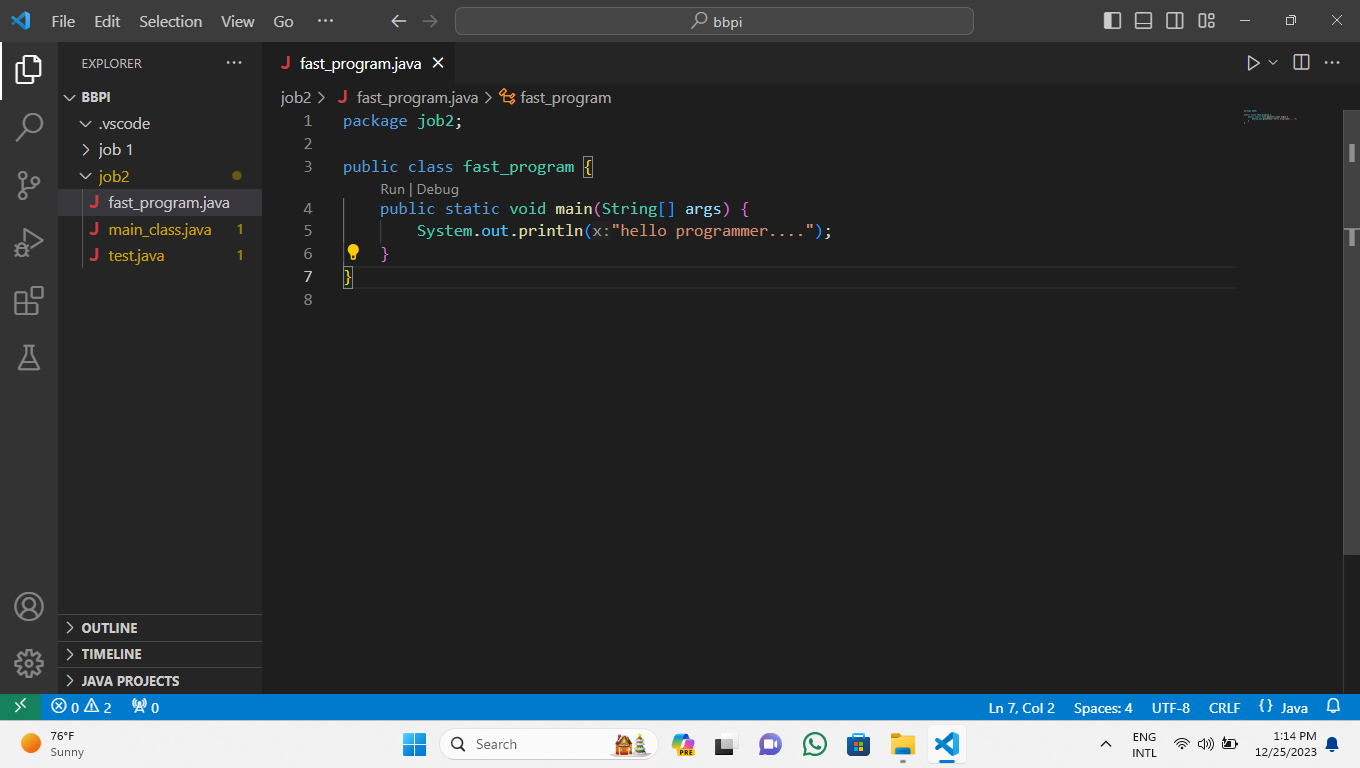 File Edit Selection View Go ··· bbpi
EXPLORER ···
BBPI
.vscode
job 1
job2
fast_program.java
main_class.java 1
test.java 1
OUTLINE
TIMELINE
JAVA PROJECTS
fast_program.java
job2 > fast_program.java > fast_program
1 package job2;
2
3 public class fast_program {
Run | Debug
4 public static void main(String[] args) {
5 System.out.println(x:"hello programmer....");
6 }
7 }
8
0 2 0
Ln 7, Col 2 Spaces: 4 UTF-8 CRLF {} Java
76°F
Sunny
Search
PRE
ENG
INTL
1:14 PM
12/25/2023